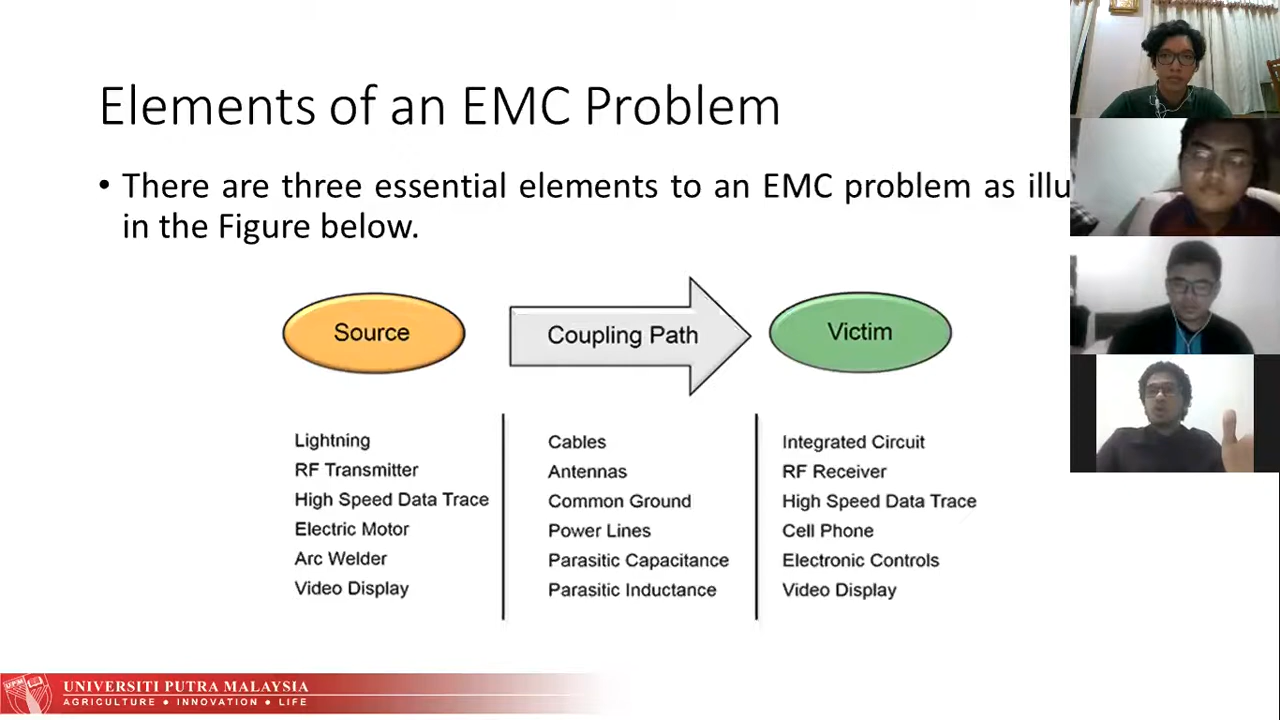 Elements of an EMC Problem
• There are three essential elements to an EMC problem as illu
in the Figure below.
Source
Coupling Path
Victim
Lightning
RF Transmitter
High Speed Data Trace
Electric Motor
Arc Welder
Video Display
Cables
Antennas
Common Ground
Power Lines
Parasitic Capacitance
Parasitic Inductance
Integrated Circuit
RF Receiver
High Speed Data Trace
Cell Phone
Electronic Controls
Video Display
UPM
UNIVERSITI PUTRA MALAYSIA
AGRICULTURE • INNOVATION • LIFE